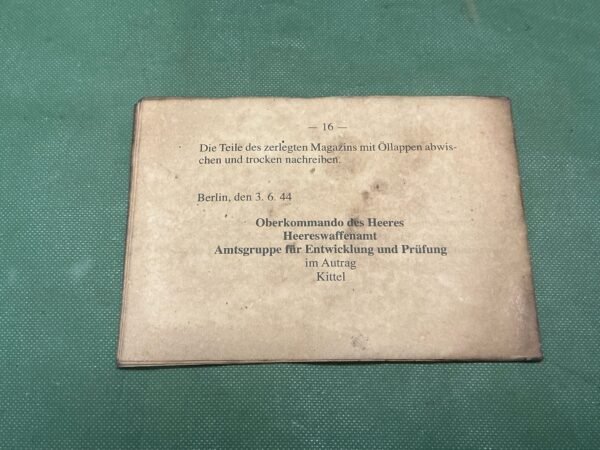 — 16 —
Die Teile des zerlegten Magazins mit Öllappen abwis-
chen und trocken nachreiben.
Berlin, den 3. 6. 44
Oberkommando des Heeres
Heereswaffenamt
Amtsgruppe für Entwicklung und Prüfung
im Autrag
Kittel